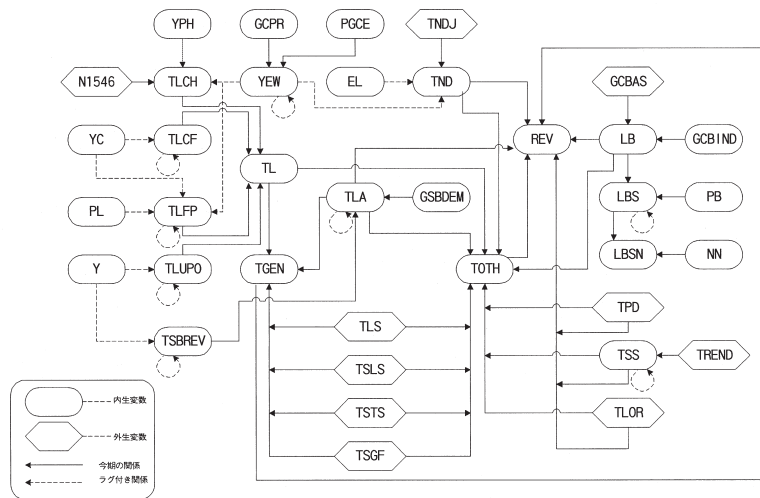 YPH
GCPR
PGCE
TNDJ
N1546
TLCH
YEW
EL
TND
GCBAS
YC
TLCF
TL
REV
LB
GCBIND
PL
TLFP
TLA
GSBDEM
LBS
PB
Y
TLUPO
TGEN
TOTH
LBSN
NN
TSBREV
TLS
TPD
TSLS
TSS
TREND
TSTS
TLOR
TSGF
内生変数
外生変数
今期の関係
ラグ付き関係